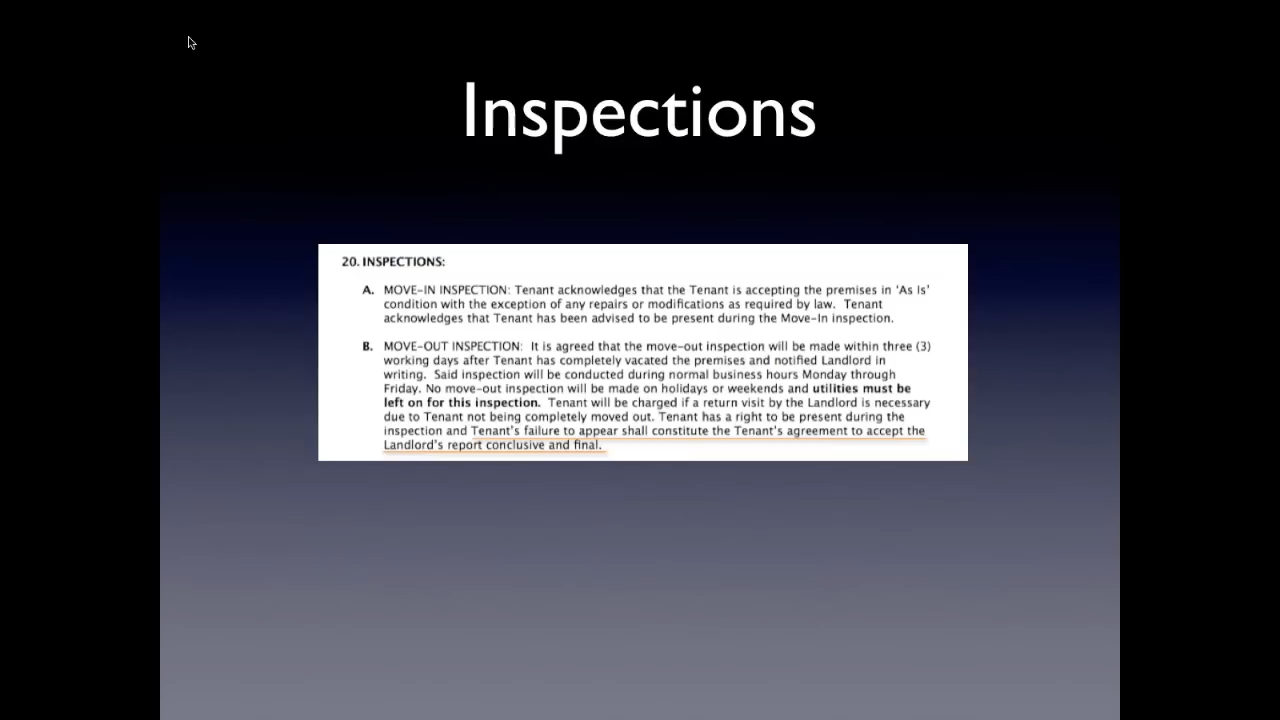 Inspections
20. INSPECTIONS:
A. MOVE-IN INSPECTION: Tenant acknowledges that the Tenant is accepting the premises in 'As Is'
condition with the exception of any repairs or modifications as required by law. Tenant
acknowledges that Tenant has been advised to be present during the Move-In inspection.
B. MOVE-OUT INSPECTION: It is agreed that the move-out inspection will be made within three (3)
working days after Tenant has completely vacated the premises and notified Landlord in
writing. Said inspection will be conducted during normal business hours Monday through
Friday. No move-out inspection will be made on holidays or weekends and utilities must be
left on for this inspection. Tenant will be charged if a return visit by the Landlord is necessary
due to Tenant not being completely moved out. Tenant has a right to be present during the
inspection and Tenant's failure to appear shall constitute the Tenant's agreement to accept the
Landlord's report conclusive and final.